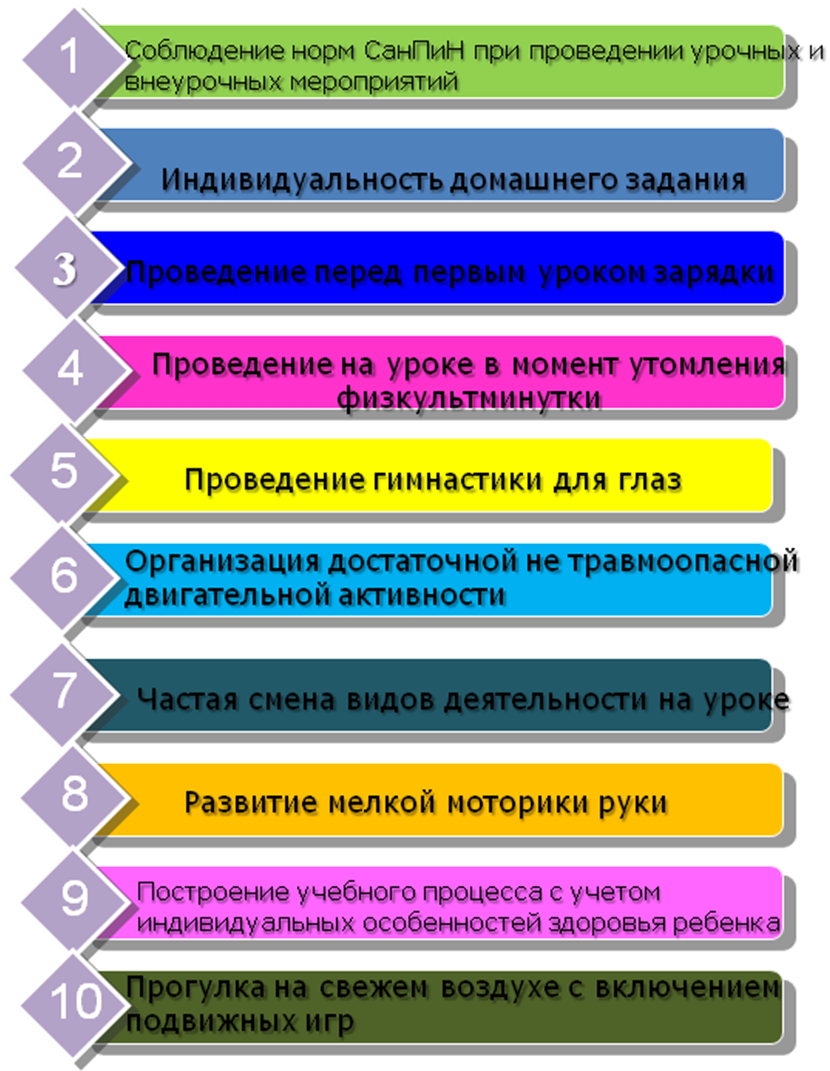 1
Соблюдение норм СанПиН при проведении урочных и
внеурочных мероприятий
2
Индивидуальность домашнего задания
3
Проведение перед первым уроком зарядки
4
Проведение на уроке в момент утомления
физкультминутки
5
Проведение гимнастики для глаз
6
Организация достаточной не травмоопасной
двигательной активности
7
Частая смена видов деятельности на уроке
8
Развитие мелкой моторики руки
9
Построение учебного процесса с учетом
индивидуальных особенностей здоровья ребенка
10
Прогулка на свежем воздухе с включением
подвижных игр